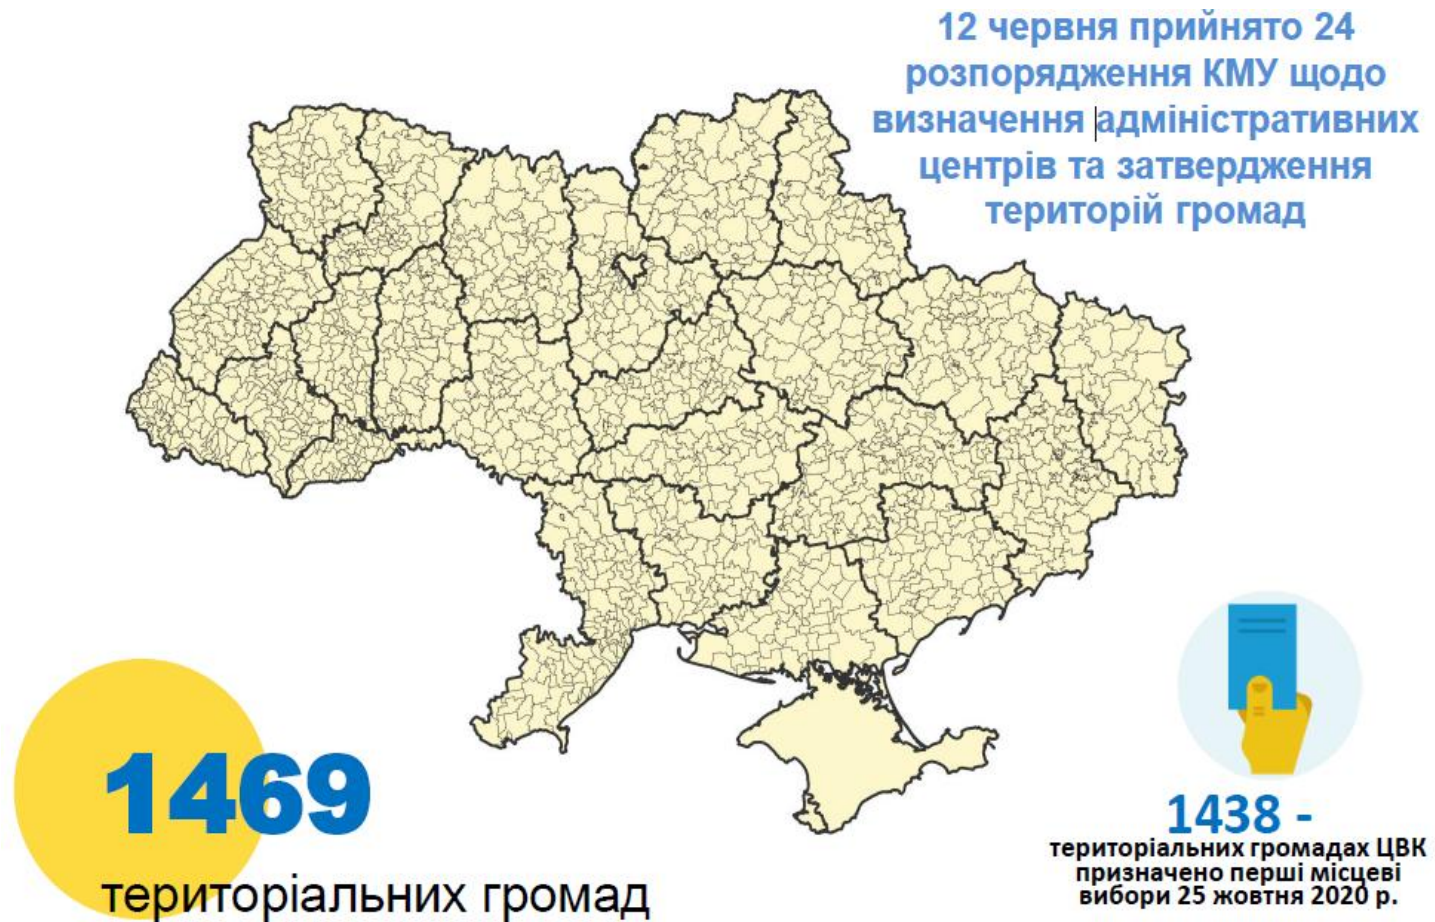 12 червня прийнято 24
розпорядження КМУ щодо
визначення адміністративних
центрів та затвердження
територій громад
1469
територіальних громад
1438 -
територіальних громадах ЦВК
призначено перші місцеві
вибори 25 жовтня 2020 р.